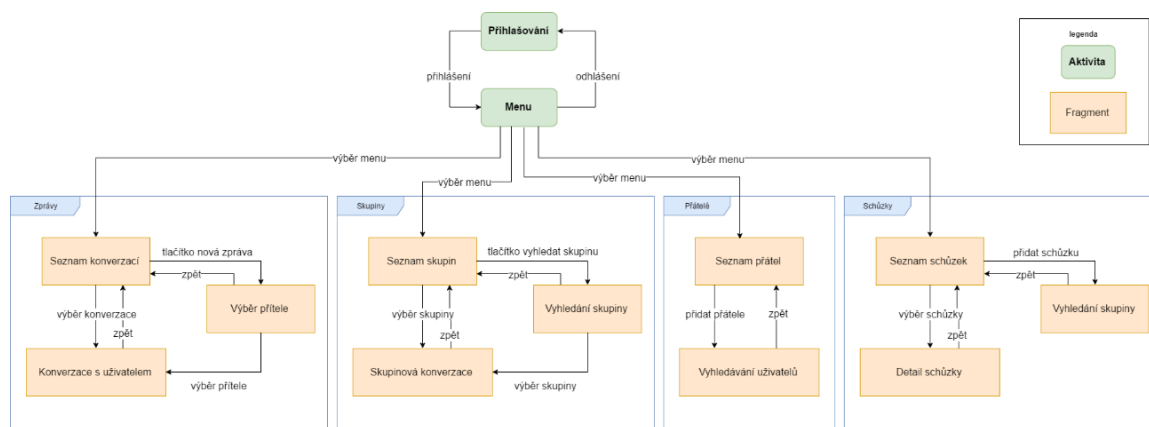 Přihlašování
legenda
Aktivita
přihlášení
odhlášení
Menu
Fragment
výběr menu
výběr menu
výběr menu
výběr menu
Zprávy
Seznam konverzací
tlačítko nová zpráva
zpět
Výběr přítele
výběr konverzace
zpět
Konverzace s uživatelem
výběr přítele
Skupiny
Seznam skupin
tlačítko vyhledat skupinu
zpět
Vyhledání skupiny
výběr skupiny
zpět
Skupinová konverzace
výběr skupiny
Přátelé
Seznam přátel
přidat přátele
zpět
Vyhledávání uživatelů
Schůzky
Seznam schůzek
přidat schůzku
zpět
Vyhledání skupiny
výběr schůzky
zpět
Detail schůzky